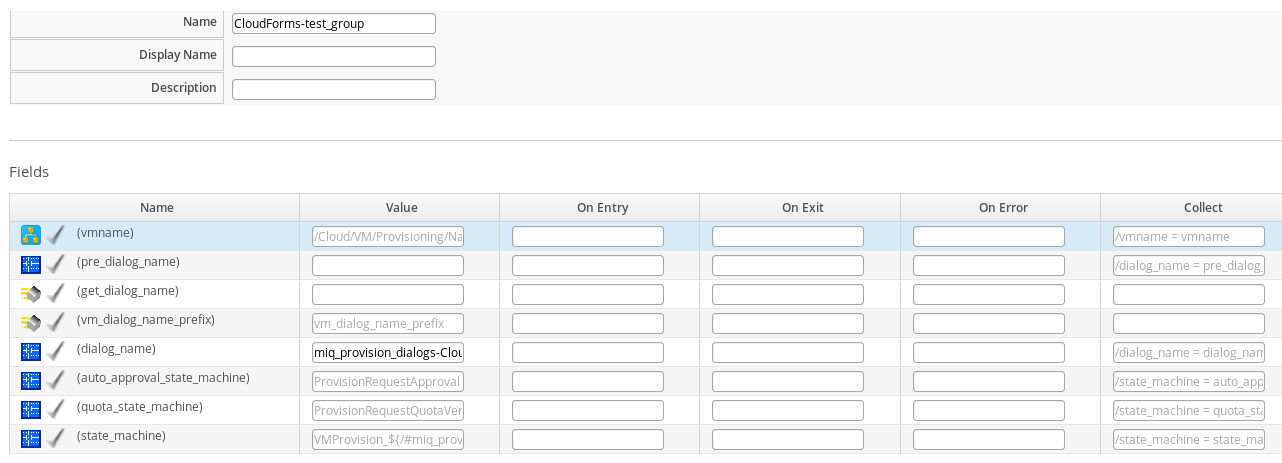 Name CloudForms-test_group
Display Name
Description
Fields
Name Value On Entry On Exit On Error Collect
(vmname) /Cloud/VM/Provisioning/Na /vmname = vmname
(pre_dialog_name) /dialog_name = pre_dialog_
(get_dialog_name)
(vm_dialog_name_prefix) vm_dialog_name_prefix
(dialog_name) miq_provision_dialogs-Clou /dialog_name = dialog_nam
(auto_approval_state_machine) ProvisionRequestApproval /state_machine = auto_app
(quota_state_machine) ProvisionRequestQuotaVer /state_machine = quota_sta
(state_machine) VMProvision_${/#miq_prov /state_machine = state_ma